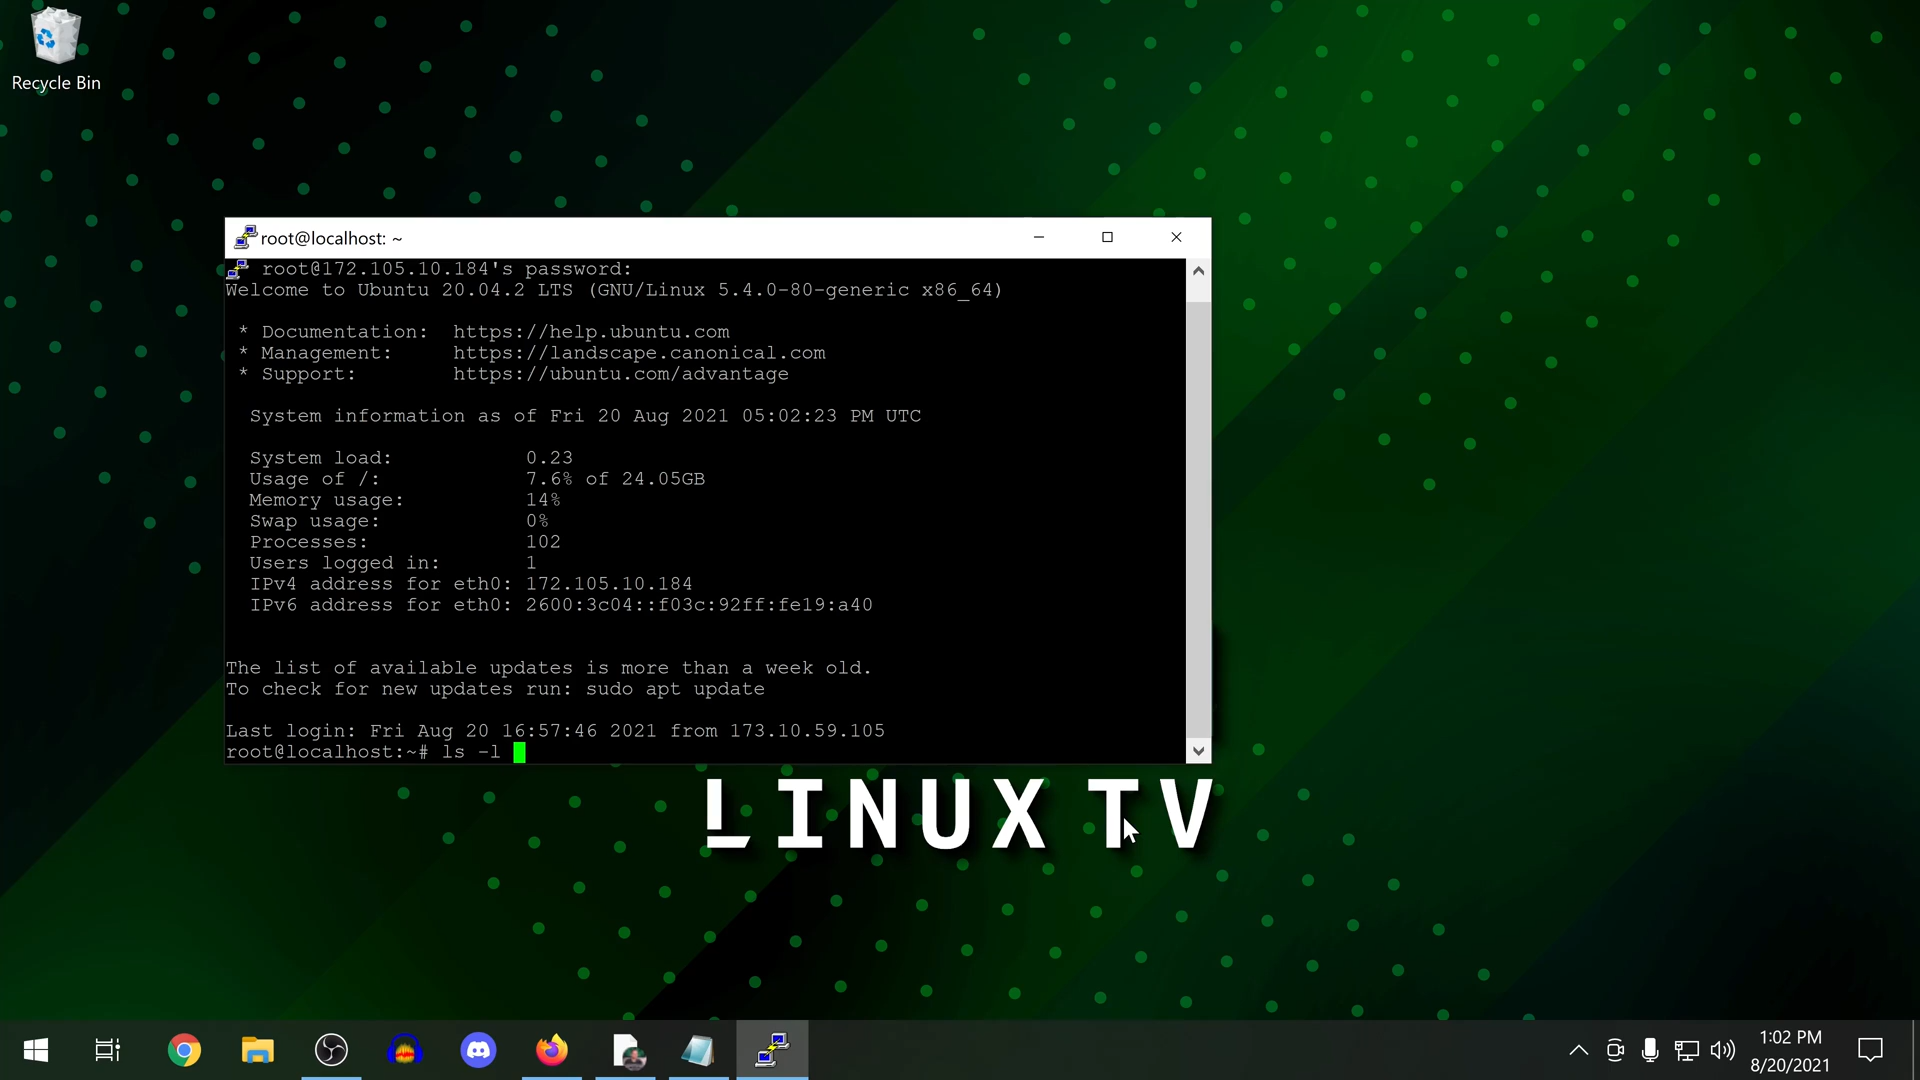 Recycle Bin
root@localhost: ~
root@172.105.10.184's password:
Welcome to Ubuntu 20.04.2 LTS (GNU/Linux 5.4.0-80-generic x86_64)
* Documentation:  https://help.ubuntu.com
* Management:     https://landscape.canonical.com
* Support:        https://ubuntu.com/advantage
System information as of Fri 20 Aug 2021 05:02:23 PM UTC
System load:           0.23
Usage of /:            7.6% of 24.05GB
Memory usage:          14%
Swap usage:            0%
Processes:             102
Users logged in:       1
IPv4 address for eth0: 172.105.10.184
IPv6 address for eth0: 2600:3c04::f03c:92ff:fe19:a40
The list of available updates is more than a week old.
To check for new updates run: sudo apt update
Last login: Fri Aug 20 16:57:46 2021 from 173.10.59.105
root@localhost:~# ls -l
LINUX TV
1:02 PM
8/20/2021